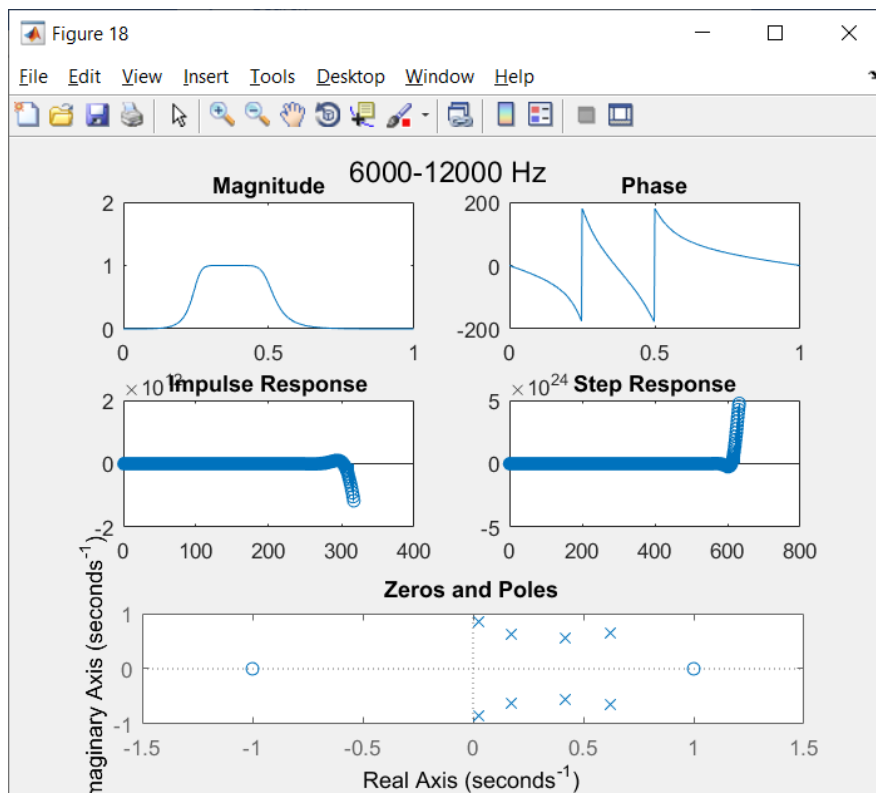 Figure 18
File Edit View Insert Tools Desktop Window Help
6000-12000 Hz
Magnitude
Phase
2
1
0
0 0.5 1
200
0
-200
0 0.5 1
Impulse Response
Step Response
2
0
-2
0 100 200 300 400
× 10^24
5
0
-5
0 200 400 600 800
Zeros and Poles
maginary Axis (seconds^-1)
1
0
-1
-1.5 -1 -0.5 0 0.5 1 1.5
Real Axis (seconds^-1)